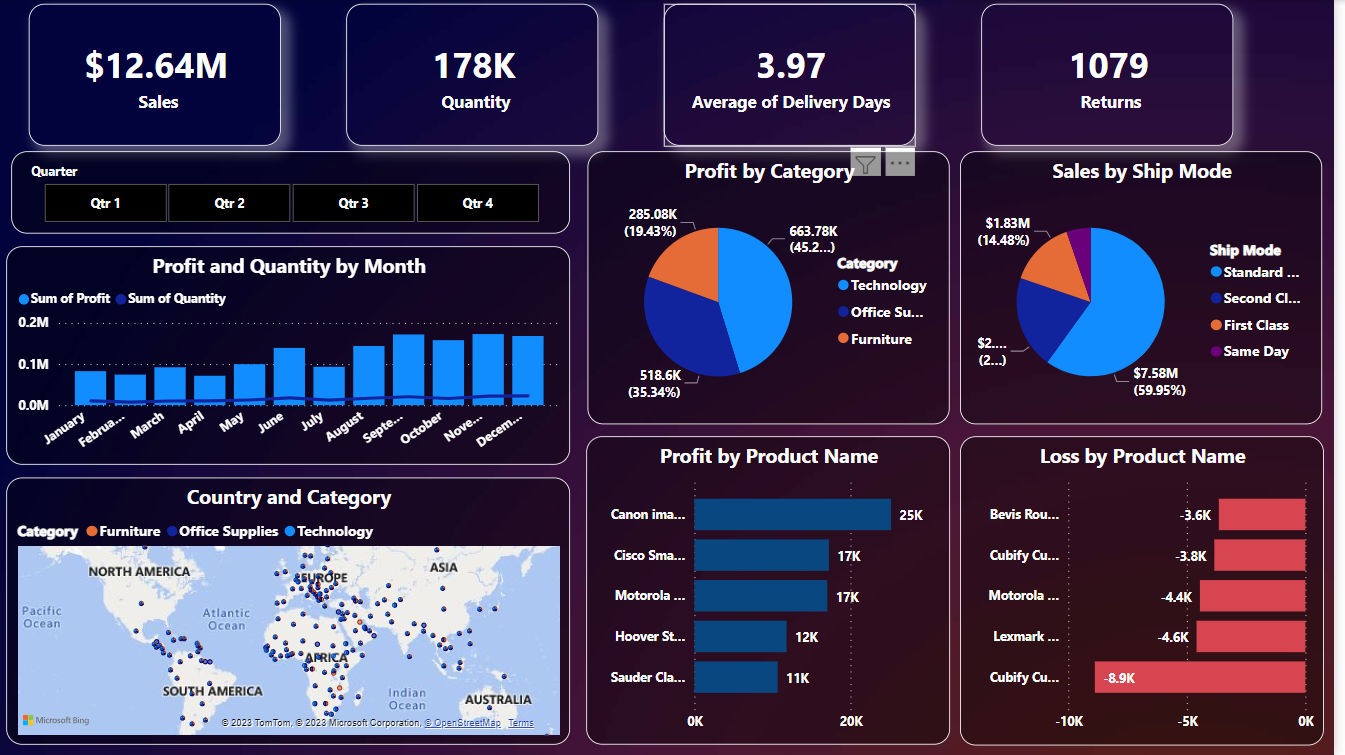 $12.64M
Sales
178K
Quantity
3.97
Average of Delivery Days
1079
Returns
Quarter
Qtr 1
Qtr 2
Qtr 3
Qtr 4
Profit and Quantity by Month
Sum of Profit
Sum of Quantity
0.2M
0.1M
0.0M
January
Februa...
March
April
May
June
July
August
Septe...
October
Nove...
Decem...
Country and Category
Category
Furniture
Office Supplies
Technology
NORTH AMERICA
EUROPE
ASIA
Pacific
Ocean
Atlantic
Ocean
AFRICA
SOUTH AMERICA
Indian
Ocean
AUSTRALIA
Microsoft Bing
© 2023 TomTom, © 2023 Microsoft Corporation, © OpenStreetMap Terms
Profit by Category
285.08K
(19.43%)
663.78K
(45.2...)
518.6K
(35.34%)
Category
Technology
Office Su...
Furniture
Sales by Ship Mode
$1.83M
(14.48%)
$2....
(2...)
$7.58M
(59.95%)
Ship Mode
Standard ...
Second Cl...
First Class
Same Day
Profit by Product Name
Canon ima...
25K
Cisco Sma...
17K
Motorola ...
17K
Hoover St...
12K
Sauder Cla...
11K
0K
20K
Loss by Product Name
Bevis Rou...
-3.6K
Cubify Cu...
-3.8K
Motorola ...
-4.4K
Lexmark ...
-4.6K
Cubify Cu...
-8.9K
-10K
-5K
0K